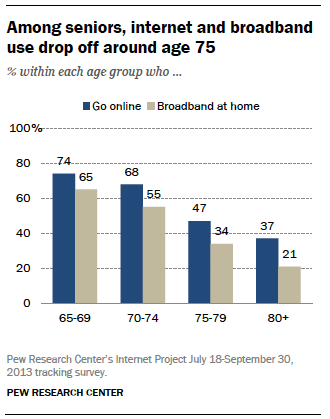 Among seniors, internet and broadband
use drop off around age 75
% within each age group who ...
Go online Broadband at home
100%
80
60
40
20
0
74
65
68
55
47
34
37
21
65-69 70-74 75-79 80+
Pew Research Center's Internet Project July 18-September 30,
2013 tracking survey.
PEW RESEARCH CENTER